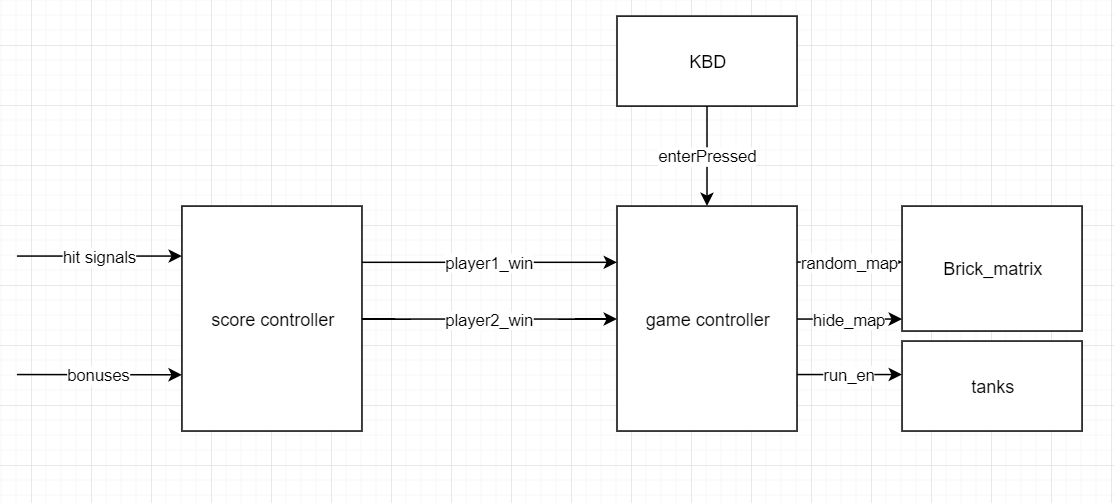 KBD
enterPressed
hit signals
player1_win
random_map
Brick_matrix
score controller
player2_win
game controller
hide_map
bonuses
run_en
tanks